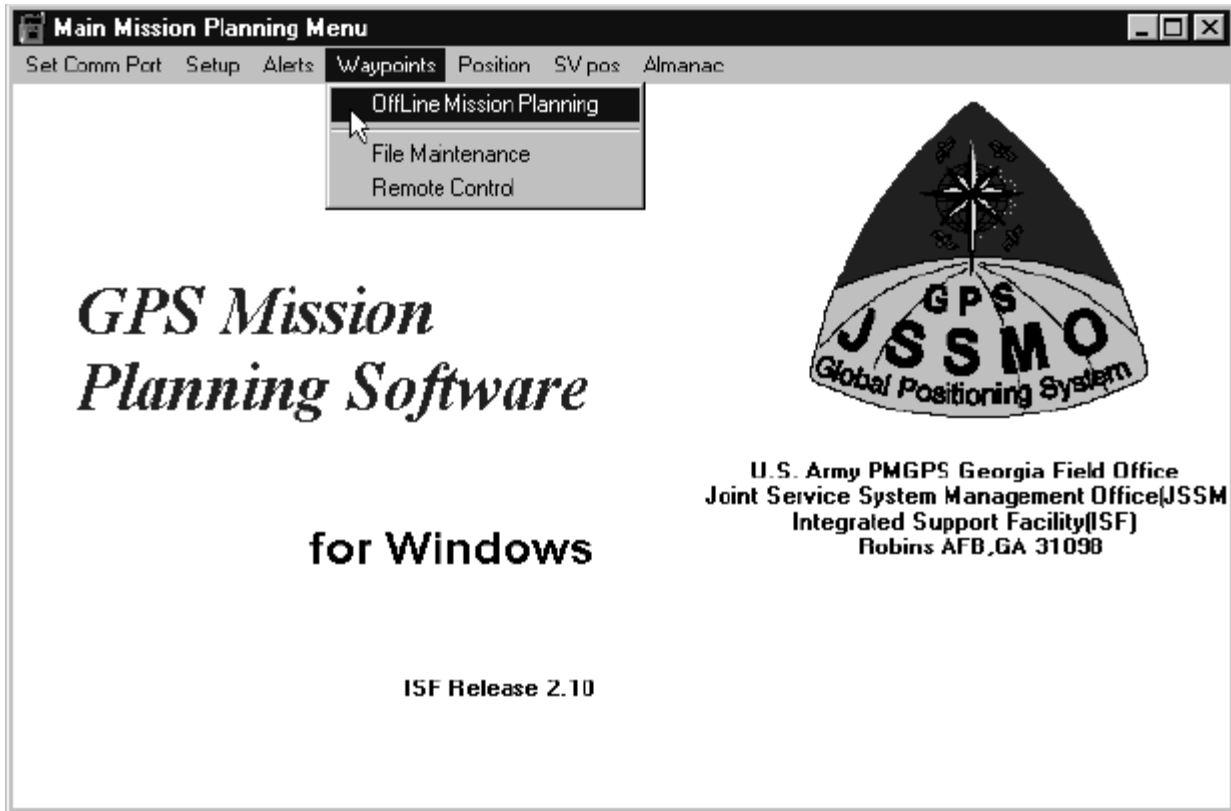 Main Mission Planning Menu
Set Comm Port Setup Alerts Waypoints Position SV pos Almanac
OffLine Mission Planning
File Maintenance
Remote Control
GPS Mission
Planning Software
for Windows
ISF Release 2.10
GPS
JSSMO
Global Positioning System
U.S. Army PMGPS Georgia Field Office
Joint Service System Management Office(JSSM
Integrated Support Facility(ISF)
Robins AFB,GA 31098